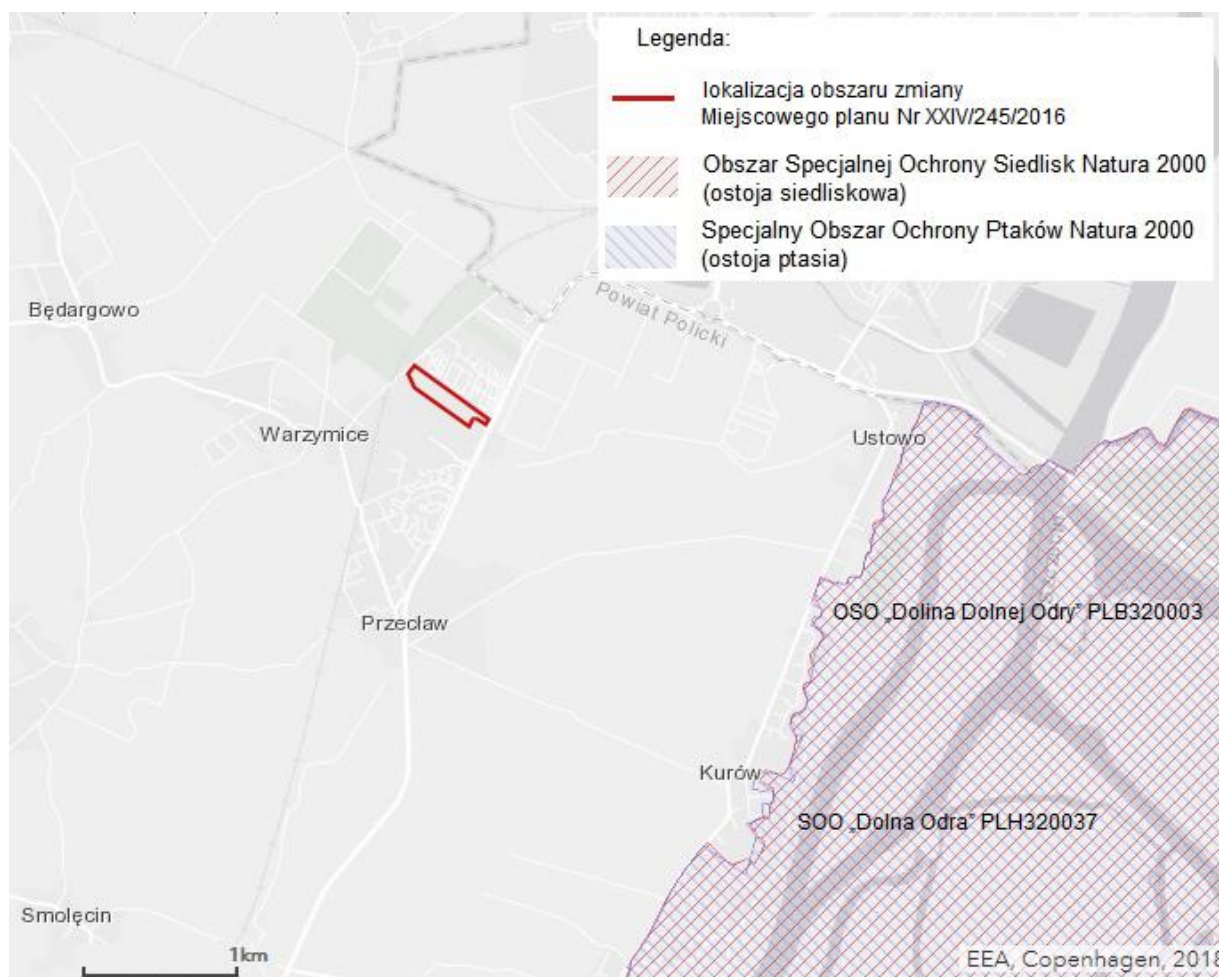 Legenda:
lokalizacja obszaru zmiany
Miejscowego planu Nr XXIV/245/2016
Obszar Specjalnej Ochrony Siedlisk Natura 2000
(ostoja siedliskowa)
Specjalny Obszar Ochrony Ptaków Natura 2000
(ostoja ptasia)
Powiat Policki
Będargowo
Warzymice
Ustowo
Przecław
OSO „Dolina Dolnej Odry” PLB320003
Kurów
SOO „Dolna Odra” PLH320037
Smolęcin
1km
EEA, Copenhagen, 2018